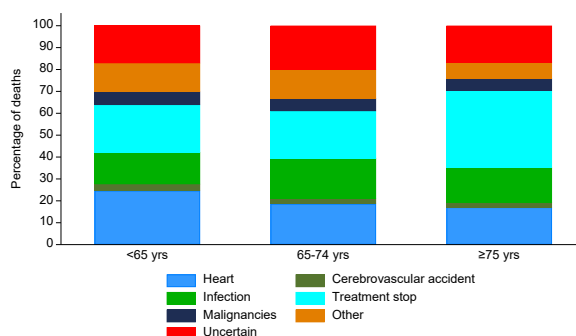 Percentage of deaths
100
90
80
70
60
50
40
30
20
10
0
<65 yrs 65-74 yrs ≥75 yrs
Heart Cerebrovascular accident
Infection Treatment stop
Malignancies Other
Uncertain